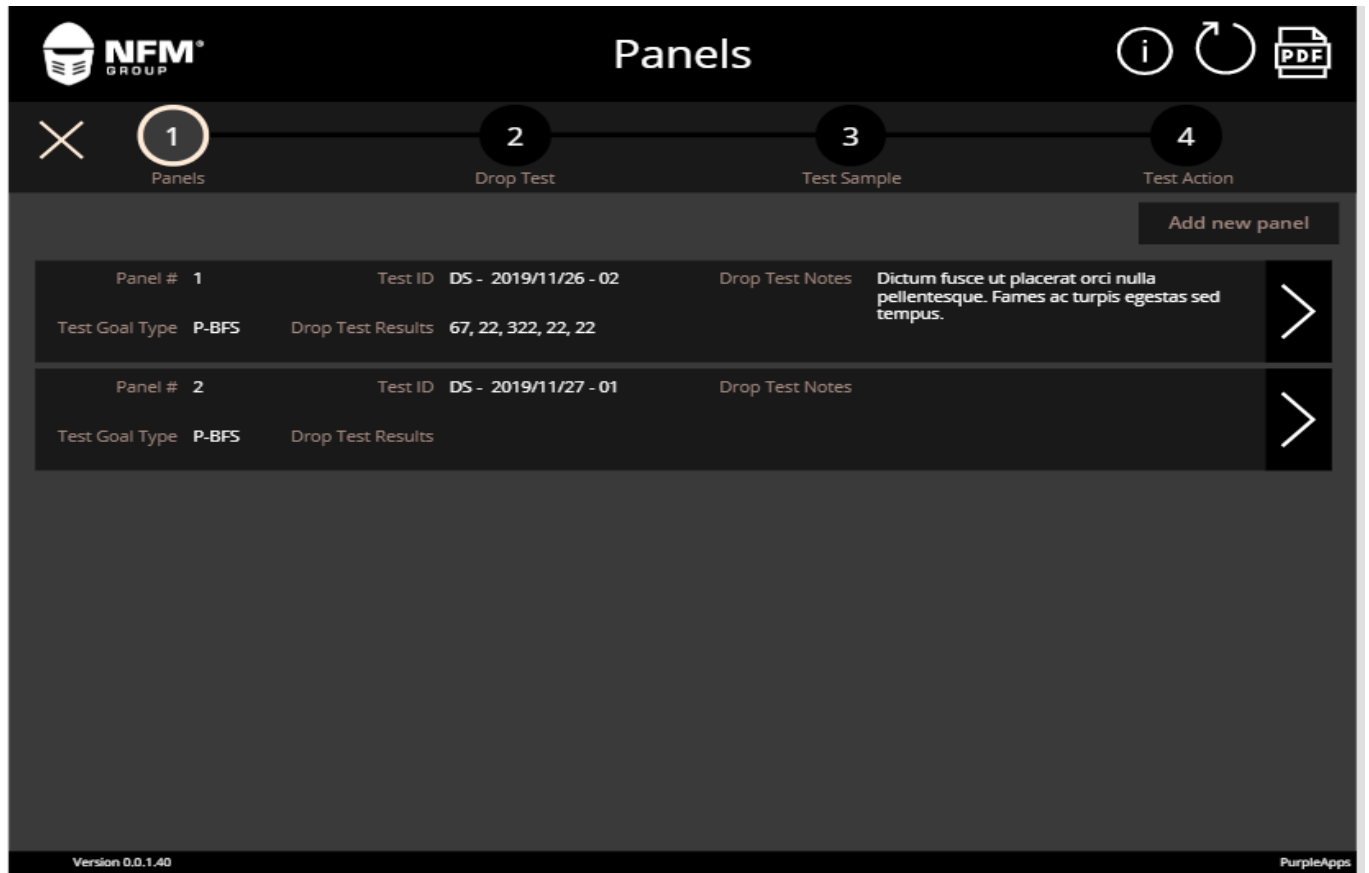 NFM®
GROUP
Panels
i
PDF
1
2
3
4
Panels
Drop Test
Test Sample
Test Action
Add new panel
Panel # 1 Test ID DS - 2019/11/26 - 02 Drop Test Notes Dictum fusce ut placerat orci nulla
pellentesque. Fames ac turpis egestas sed
tempus.
Test Goal Type P-BFS Drop Test Results 67, 22, 322, 22, 22
Panel # 2 Test ID DS - 2019/11/27 - 01 Drop Test Notes
Test Goal Type P-BFS Drop Test Results
Version 0.0.1.40 PurpleApps